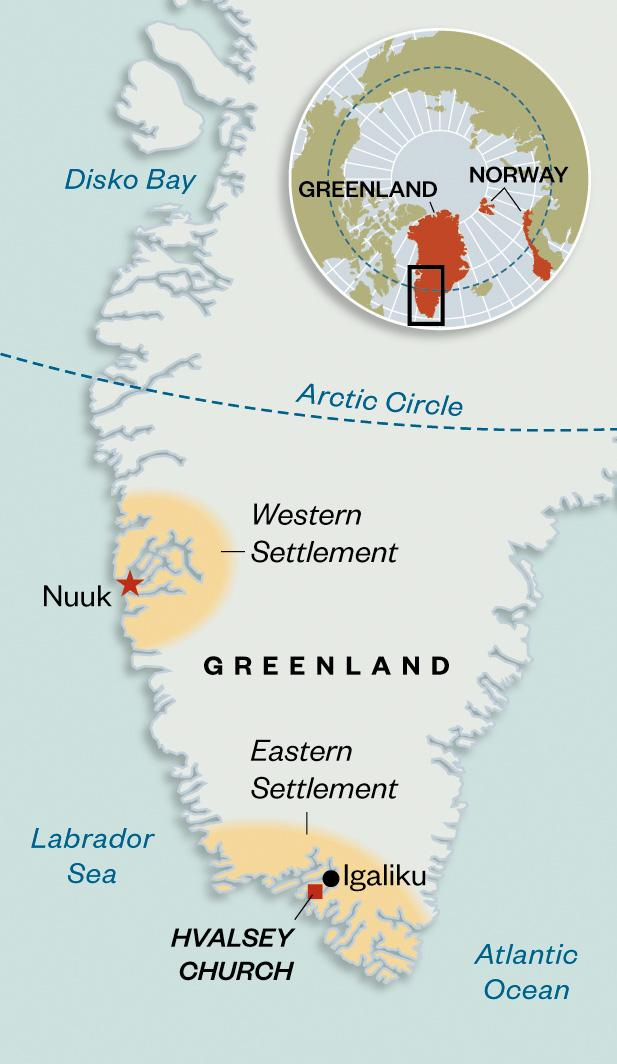 Disko Bay
GREENLAND
NORWAY
Arctic Circle
Western
Settlement
Nuuk
GREENLAND
Eastern
Settlement
Labrador
Sea
Igaliku
HVALSEY
CHURCH
Atlantic
Ocean